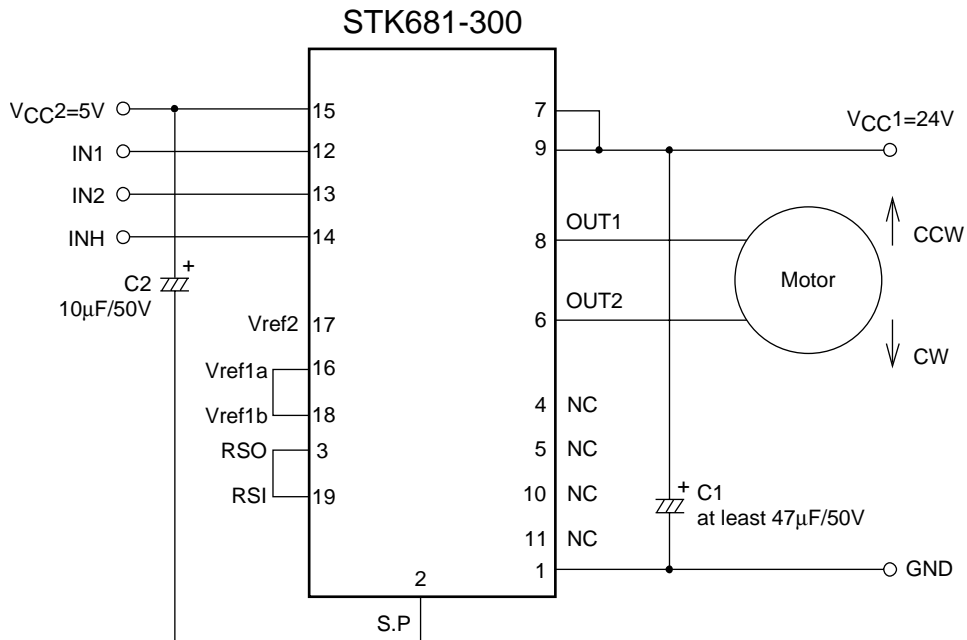 STK681-300
VCC2=5V 15
IN1 12
IN2 13
INH 14
C2 +
10μF/50V
Vref2 17
Vref1a 16
Vref1b 18
RSO 3
RSI 19
2
S.P
7
9 VCC1=24V
8 OUT1
6 OUT2
Motor
CCW
CW
4 NC
5 NC
10 NC
11 NC
+ C1
at least 47μF/50V
1 GND